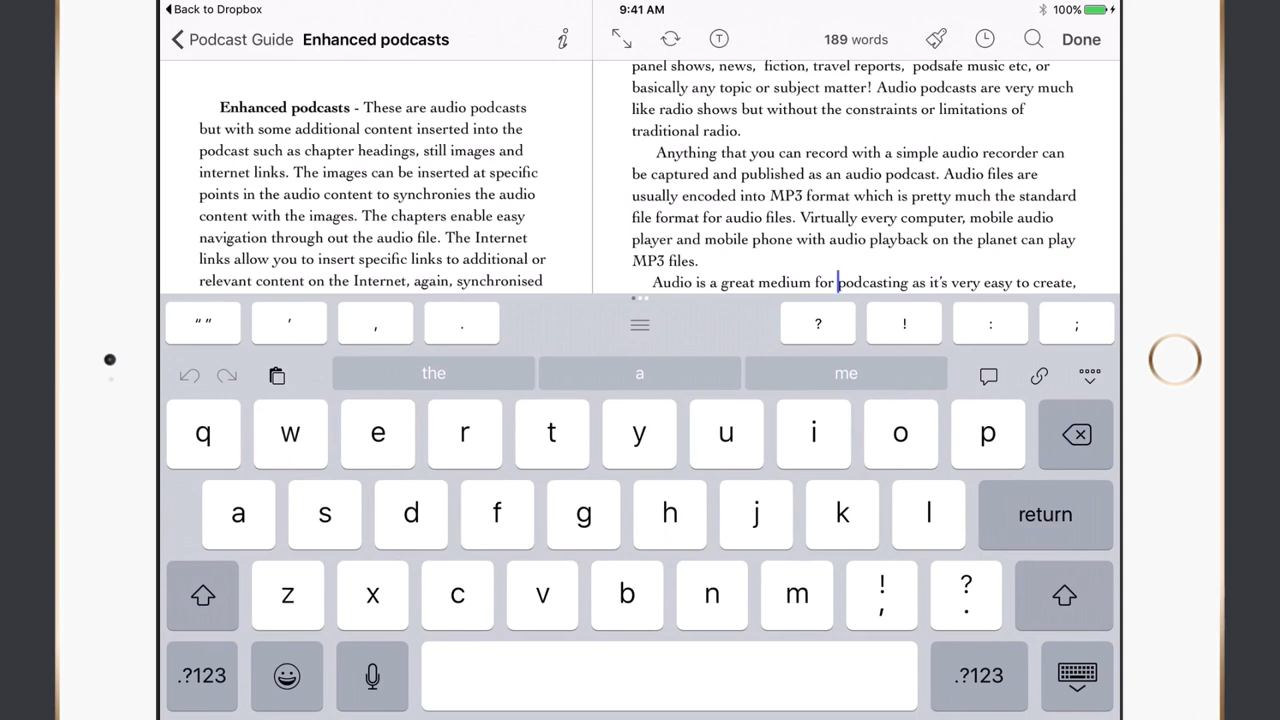 Back to Dropbox
9:41 AM
100%
Podcast Guide
Enhanced podcasts
189 words
Done
Enhanced podcasts - These are audio podcasts
but with some additional content inserted into the
podcast such as chapter headings, still images and
internet links. The images can be inserted at specific
points in the audio content to synchronies the audio
content with the images. The chapters enable easy
navigation through out the audio file. The Internet
links allow you to insert specific links to additional or
relevant content on the Internet, again, synchronised
panel shows, news, fiction, travel reports, podsafe music etc, or
basically any topic or subject matter! Audio podcasts are very much
like radio shows but without the constraints or limitations of
traditional radio.
Anything that you can record with a simple audio recorder can
be captured and published as an audio podcast. Audio files are
usually encoded into MP3 format which is pretty much the standard
file format for audio files. Virtually every computer, mobile audio
player and mobile phone with audio playback on the planet can play
MP3 files.
Audio is a great medium for podcasting as it's very easy to create,
“ ” ' , . ? ! : ;
the a me
q w e r t y u i o p
a s d f g h j k l return
z x c v b n m ! , ? .
.?123 .?123